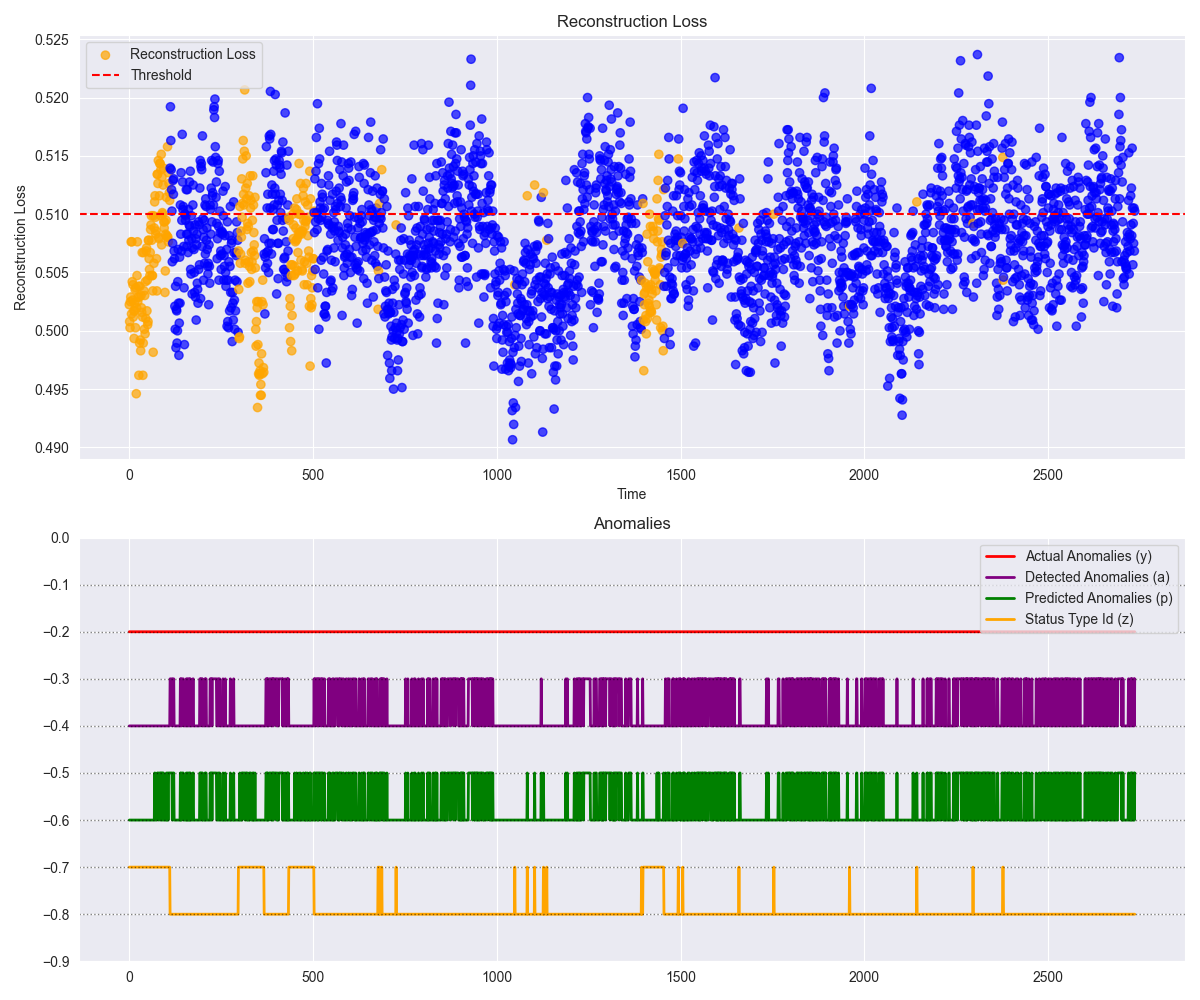 Reconstruction Loss
Reconstruction Loss
Threshold
0.525
0.520
0.515
0.510
0.505
0.500
0.495
0.490
Reconstruction Loss
0 500 1000 1500 2000 2500
Time
Anomalies
Actual Anomalies (y)
Detected Anomalies (a)
Predicted Anomalies (p)
Status Type Id (z)
0.0
−0.1
−0.2
−0.3
−0.4
−0.5
−0.6
−0.7
−0.8
−0.9
0 500 1000 1500 2000 2500